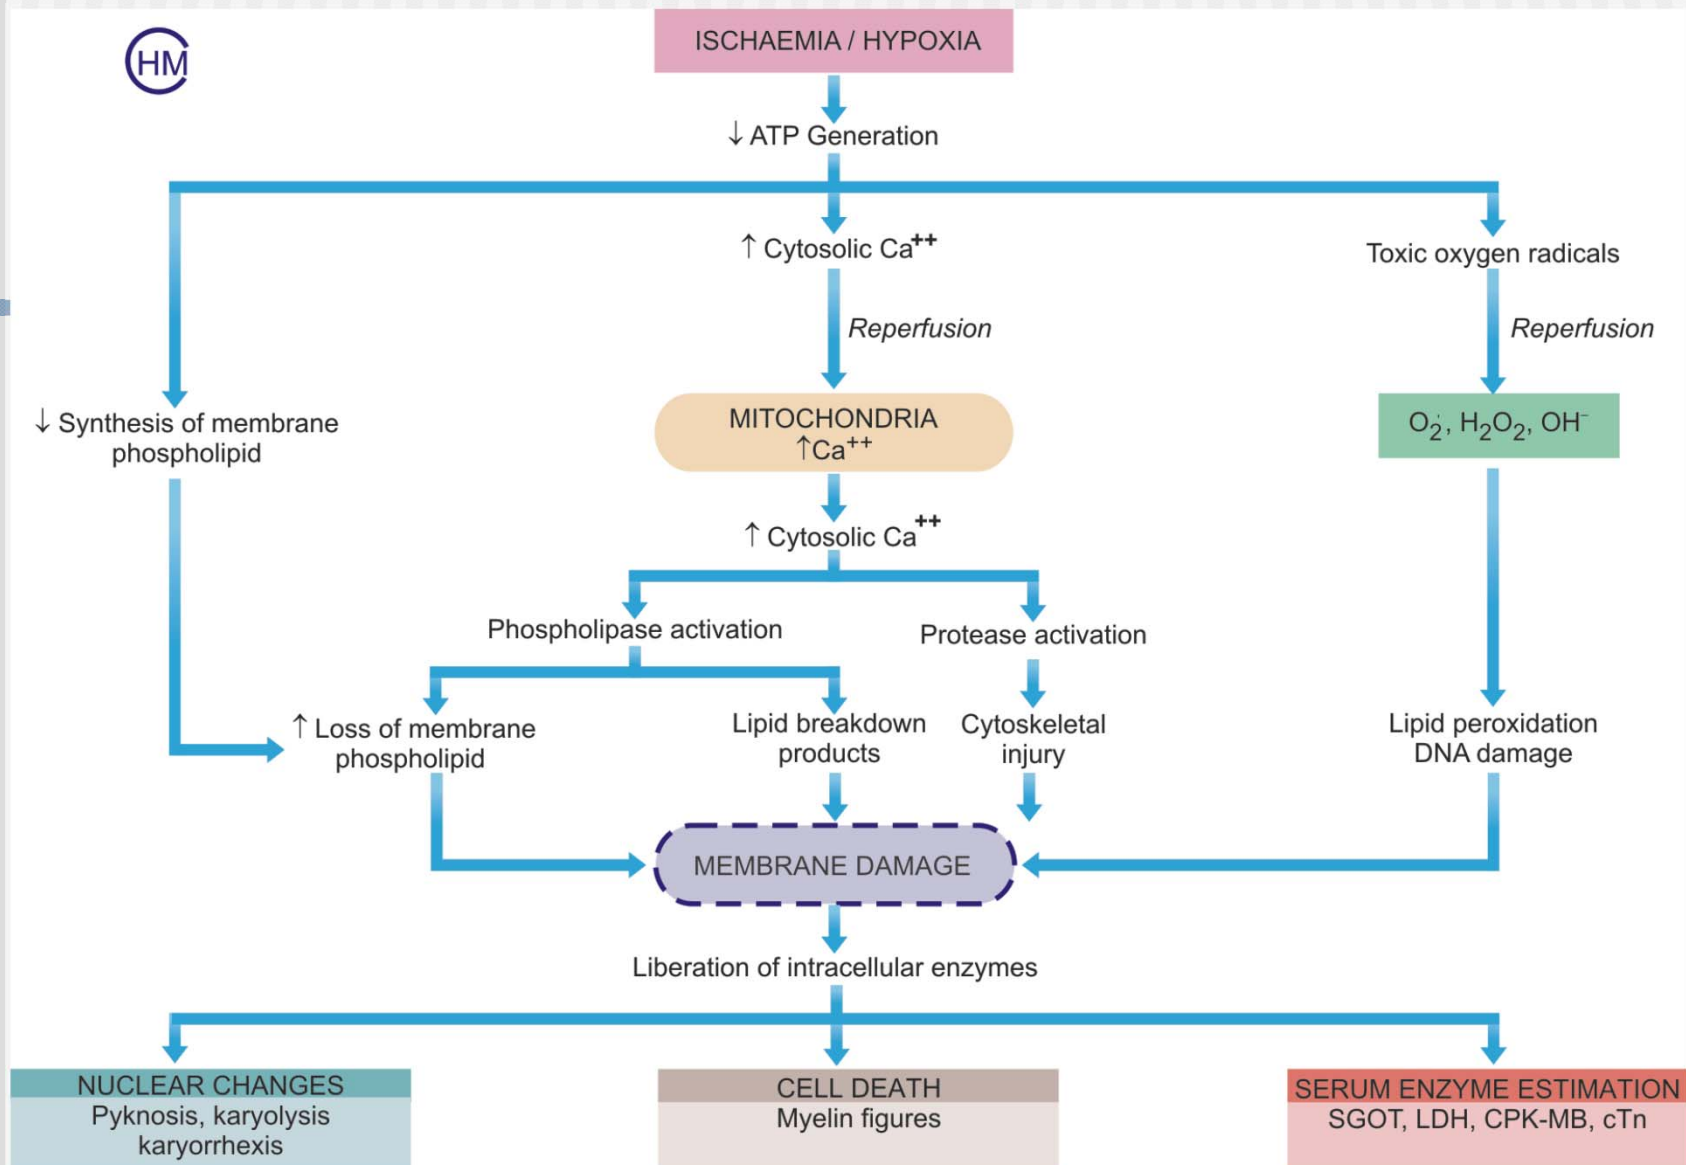 HM
ISCHAEMIA / HYPOXIA
↓ ATP Generation
↑ Cytosolic Ca⁺⁺
Toxic oxygen radicals
Reperfusion
Reperfusion
↓ Synthesis of membrane
phospholipid
MITOCHONDRIA
↑Ca⁺⁺
O₂⁻̇, H₂O₂, OH⁻
↑ Cytosolic Ca⁺⁺
Phospholipase activation
Protease activation
↑ Loss of membrane
phospholipid
Lipid breakdown
products
Cytoskeletal
injury
Lipid peroxidation
DNA damage
MEMBRANE DAMAGE
Liberation of intracellular enzymes
NUCLEAR CHANGES
Pyknosis, karyolysis
karyorrhexis
CELL DEATH
Myelin figures
SERUM ENZYME ESTIMATION
SGOT, LDH, CPK-MB, cTn